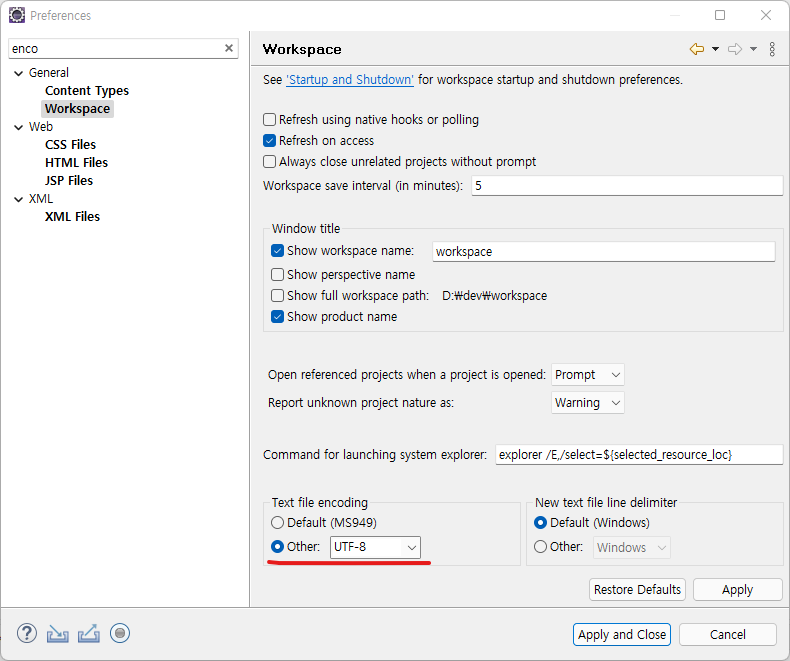 Preferences
enco
General
Content Types
Workspace
Web
CSS Files
HTML Files
JSP Files
XML
XML Files
Workspace
See 'Startup and Shutdown' for workspace startup and shutdown preferences.
Refresh using native hooks or polling
Refresh on access
Always close unrelated projects without prompt
Workspace save interval (in minutes): 5
Window title
Show workspace name: workspace
Show perspective name
Show full workspace path: D:₩dev₩workspace
Show product name
Open referenced projects when a project is opened: Prompt
Report unknown project nature as: Warning
Command for launching system explorer: explorer /E,/select=${selected_resource_loc}
Text file encoding
Default (MS949)
Other: UTF-8
New text file line delimiter
Default (Windows)
Other: Windows
Restore Defaults Apply
Apply and Close Cancel